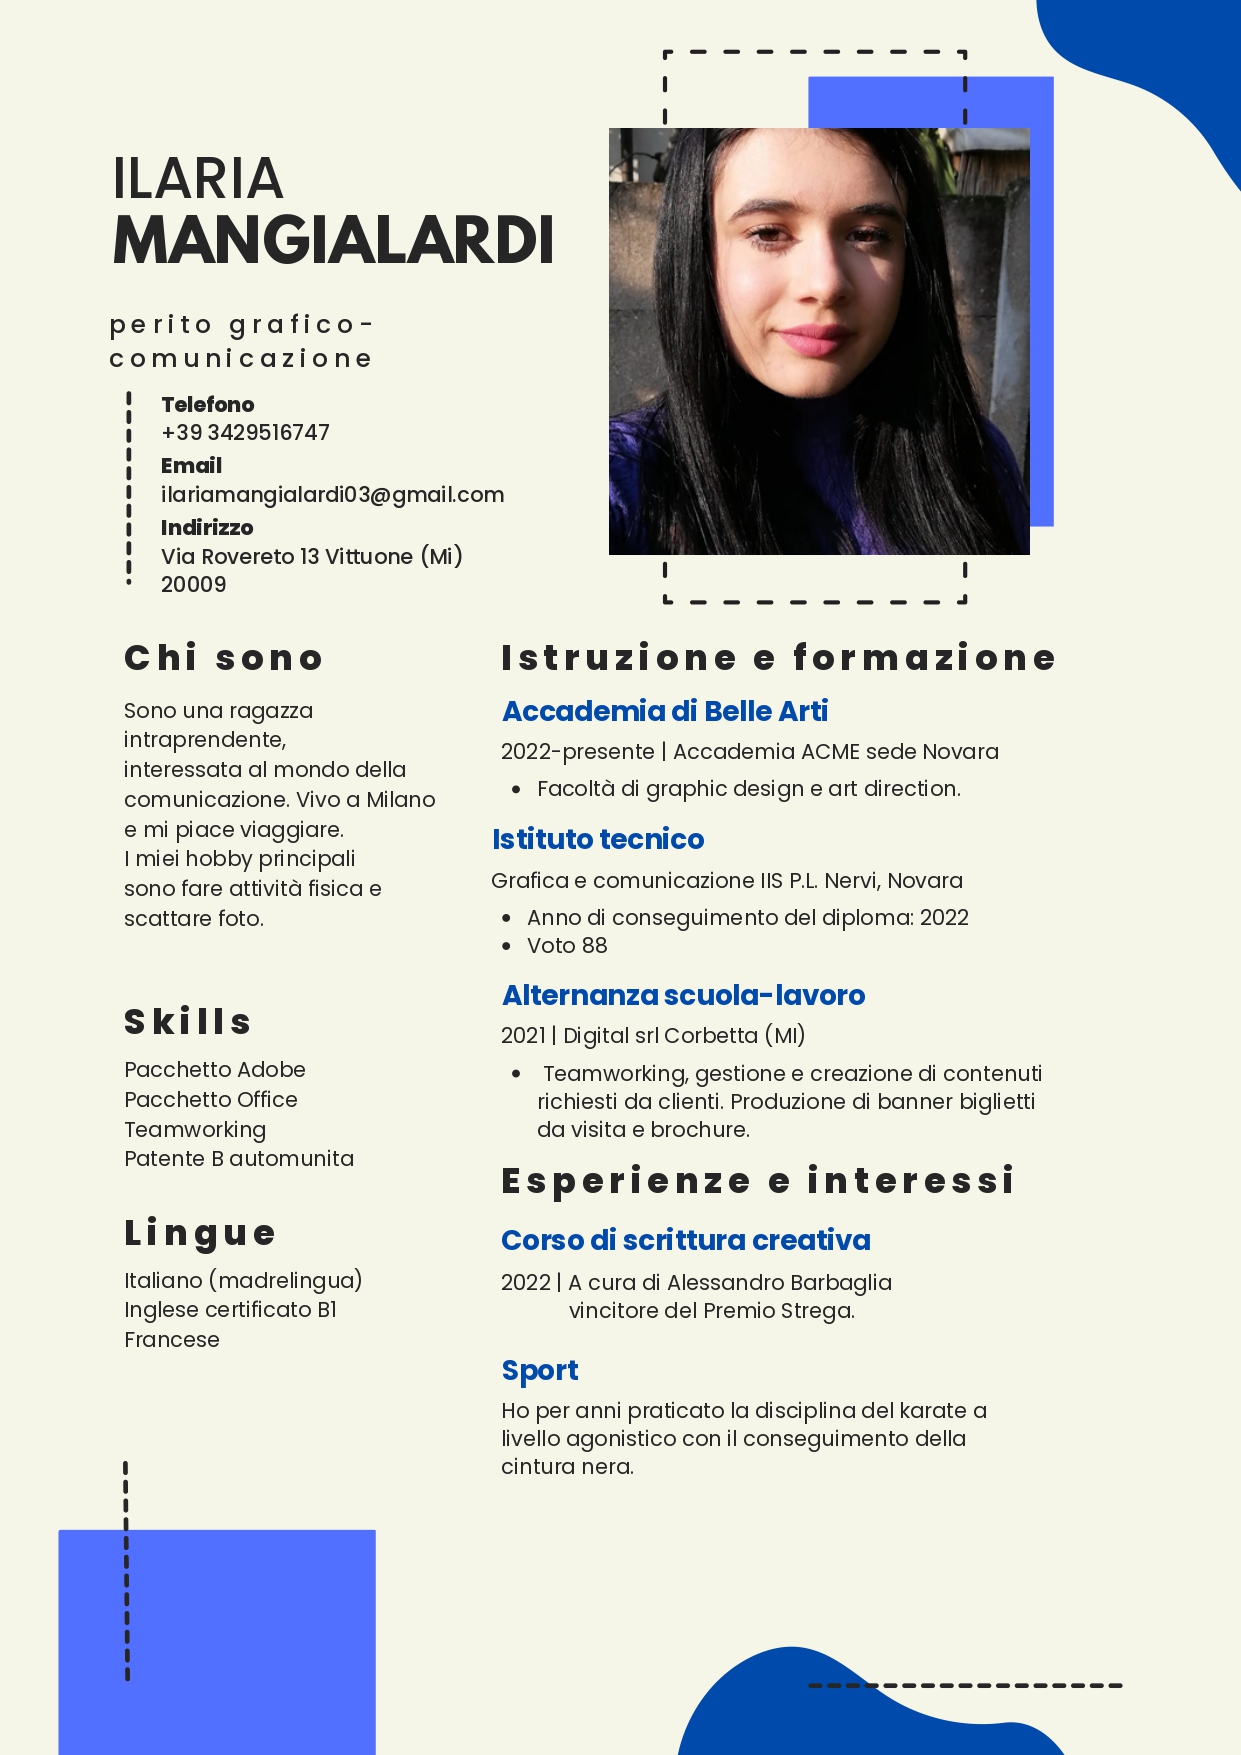 ILARIA
MANGIALARDI
perito grafico-
comunicazione
Telefono
+39 3429516747
Email
ilariamangialardi03@gmail.com
Indirizzo
Via Rovereto 13 Vittuone (Mi)
20009
Chi sono
Sono una ragazza
intraprendente,
interessata al mondo della
comunicazione. Vivo a Milano
e mi piace viaggiare.
I miei hobby principali
sono fare attività fisica e
scattare foto.
Skills
Pacchetto Adobe
Pacchetto Office
Teamworking
Patente B automunita
Lingue
Italiano (madrelingua)
Inglese certificato B1
Francese
Istruzione e formazione
Accademia di Belle Arti
2022-presente | Accademia ACME sede Novara
• Facoltà di graphic design e art direction.
Istituto tecnico
Grafica e comunicazione IIS P.L. Nervi, Novara
• Anno di conseguimento del diploma: 2022
• Voto 88
Alternanza scuola-lavoro
2021 | Digital srl Corbetta (MI)
• Teamworking, gestione e creazione di contenuti
richiesti da clienti. Produzione di banner biglietti
da visita e brochure.
Esperienze e interessi
Corso di scrittura creativa
2022 | A cura di Alessandro Barbaglia
vincitore del Premio Strega.
Sport
Ho per anni praticato la disciplina del karate a
livello agonistico con il conseguimento della
cintura nera.